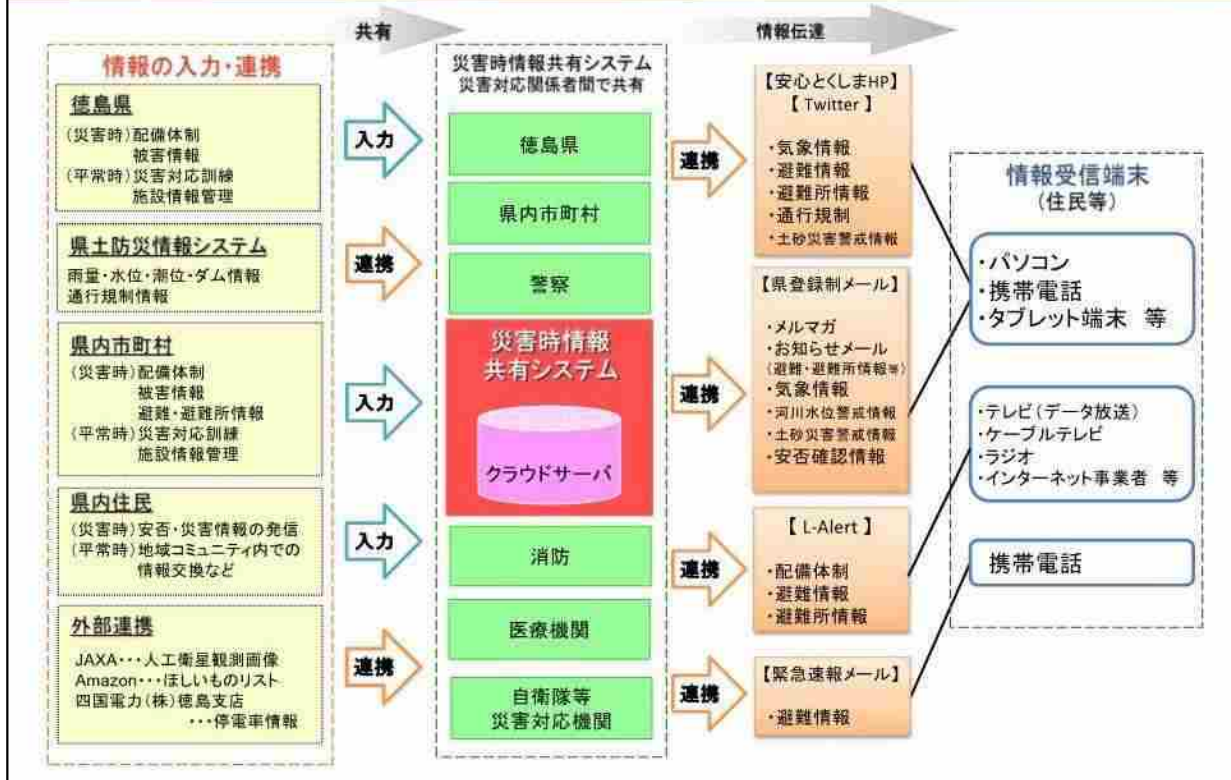 共有
情報伝達
情報の入力・連携
徳島県
(災害時)配備体制
被害情報
(平常時)災害対応訓練
施設情報管理
県土防災情報システム
雨量・水位・潮位・ダム情報
通行規制情報
県内市町村
(災害時)配備体制
被害情報
避難・避難所情報
(平常時)災害対応訓練
施設情報管理
県内住民
(災害時)安否・災害情報の発信
(平常時)地域コミュニティ内での
情報交換など
外部連携
JAXA・・・人工衛星観測画像
Amazon・・・ほしいものリスト
四国電力(株)徳島支店
・・・停電率情報
入力
連携
入力
入力
連携
災害時情報共有システム
災害対応関係者間で共有
徳島県
県内市町村
警察
災害時情報
共有システム
クラウドサーバ
消防
医療機関
自衛隊等
災害対応機関
連携
連携
連携
連携
【安心とくしまHP】
【 Twitter 】
・気象情報
・避難情報
・避難所情報
・通行規制
・土砂災害警戒情報
【県登録制メール】
・メルマガ
・お知らせメール
(避難・避難所情報等)
・気象情報
・河川水位警戒情報
・土砂災害警戒情報
・安否確認情報
【 L-Alert 】
・配備体制
・避難情報
・避難所情報
【緊急速報メール】
・避難情報
情報受信端末
(住民等)
・パソコン
・携帯電話
・タブレット端末 等
・テレビ(データ放送)
・ケーブルテレビ
・ラジオ
・インターネット事業者 等
携帯電話